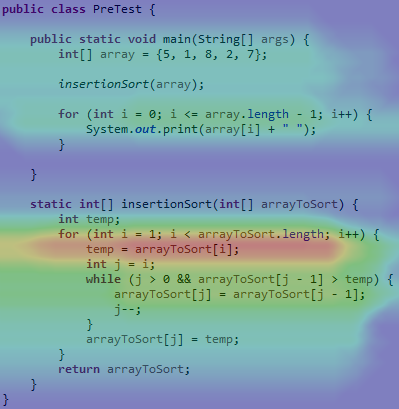 public class PreTest {
public static void main(String[] args) {
int[] array = {5, 1, 8, 2, 7};
insertionSort(array);
for (int i = 0; i <= array.length - 1; i++) {
System.out.print(array[i] + " ");
}
}
static int[] insertionSort(int[] arrayToSort) {
int temp;
for (int i = 1; i < arrayToSort.length; i++) {
temp = arrayToSort[i];
int j = i;
while (j > 0 && arrayToSort[j - 1] > temp) {
arrayToSort[j] = arrayToSort[j - 1];
j--;
}
arrayToSort[j] = temp;
}
return arrayToSort;
}
}